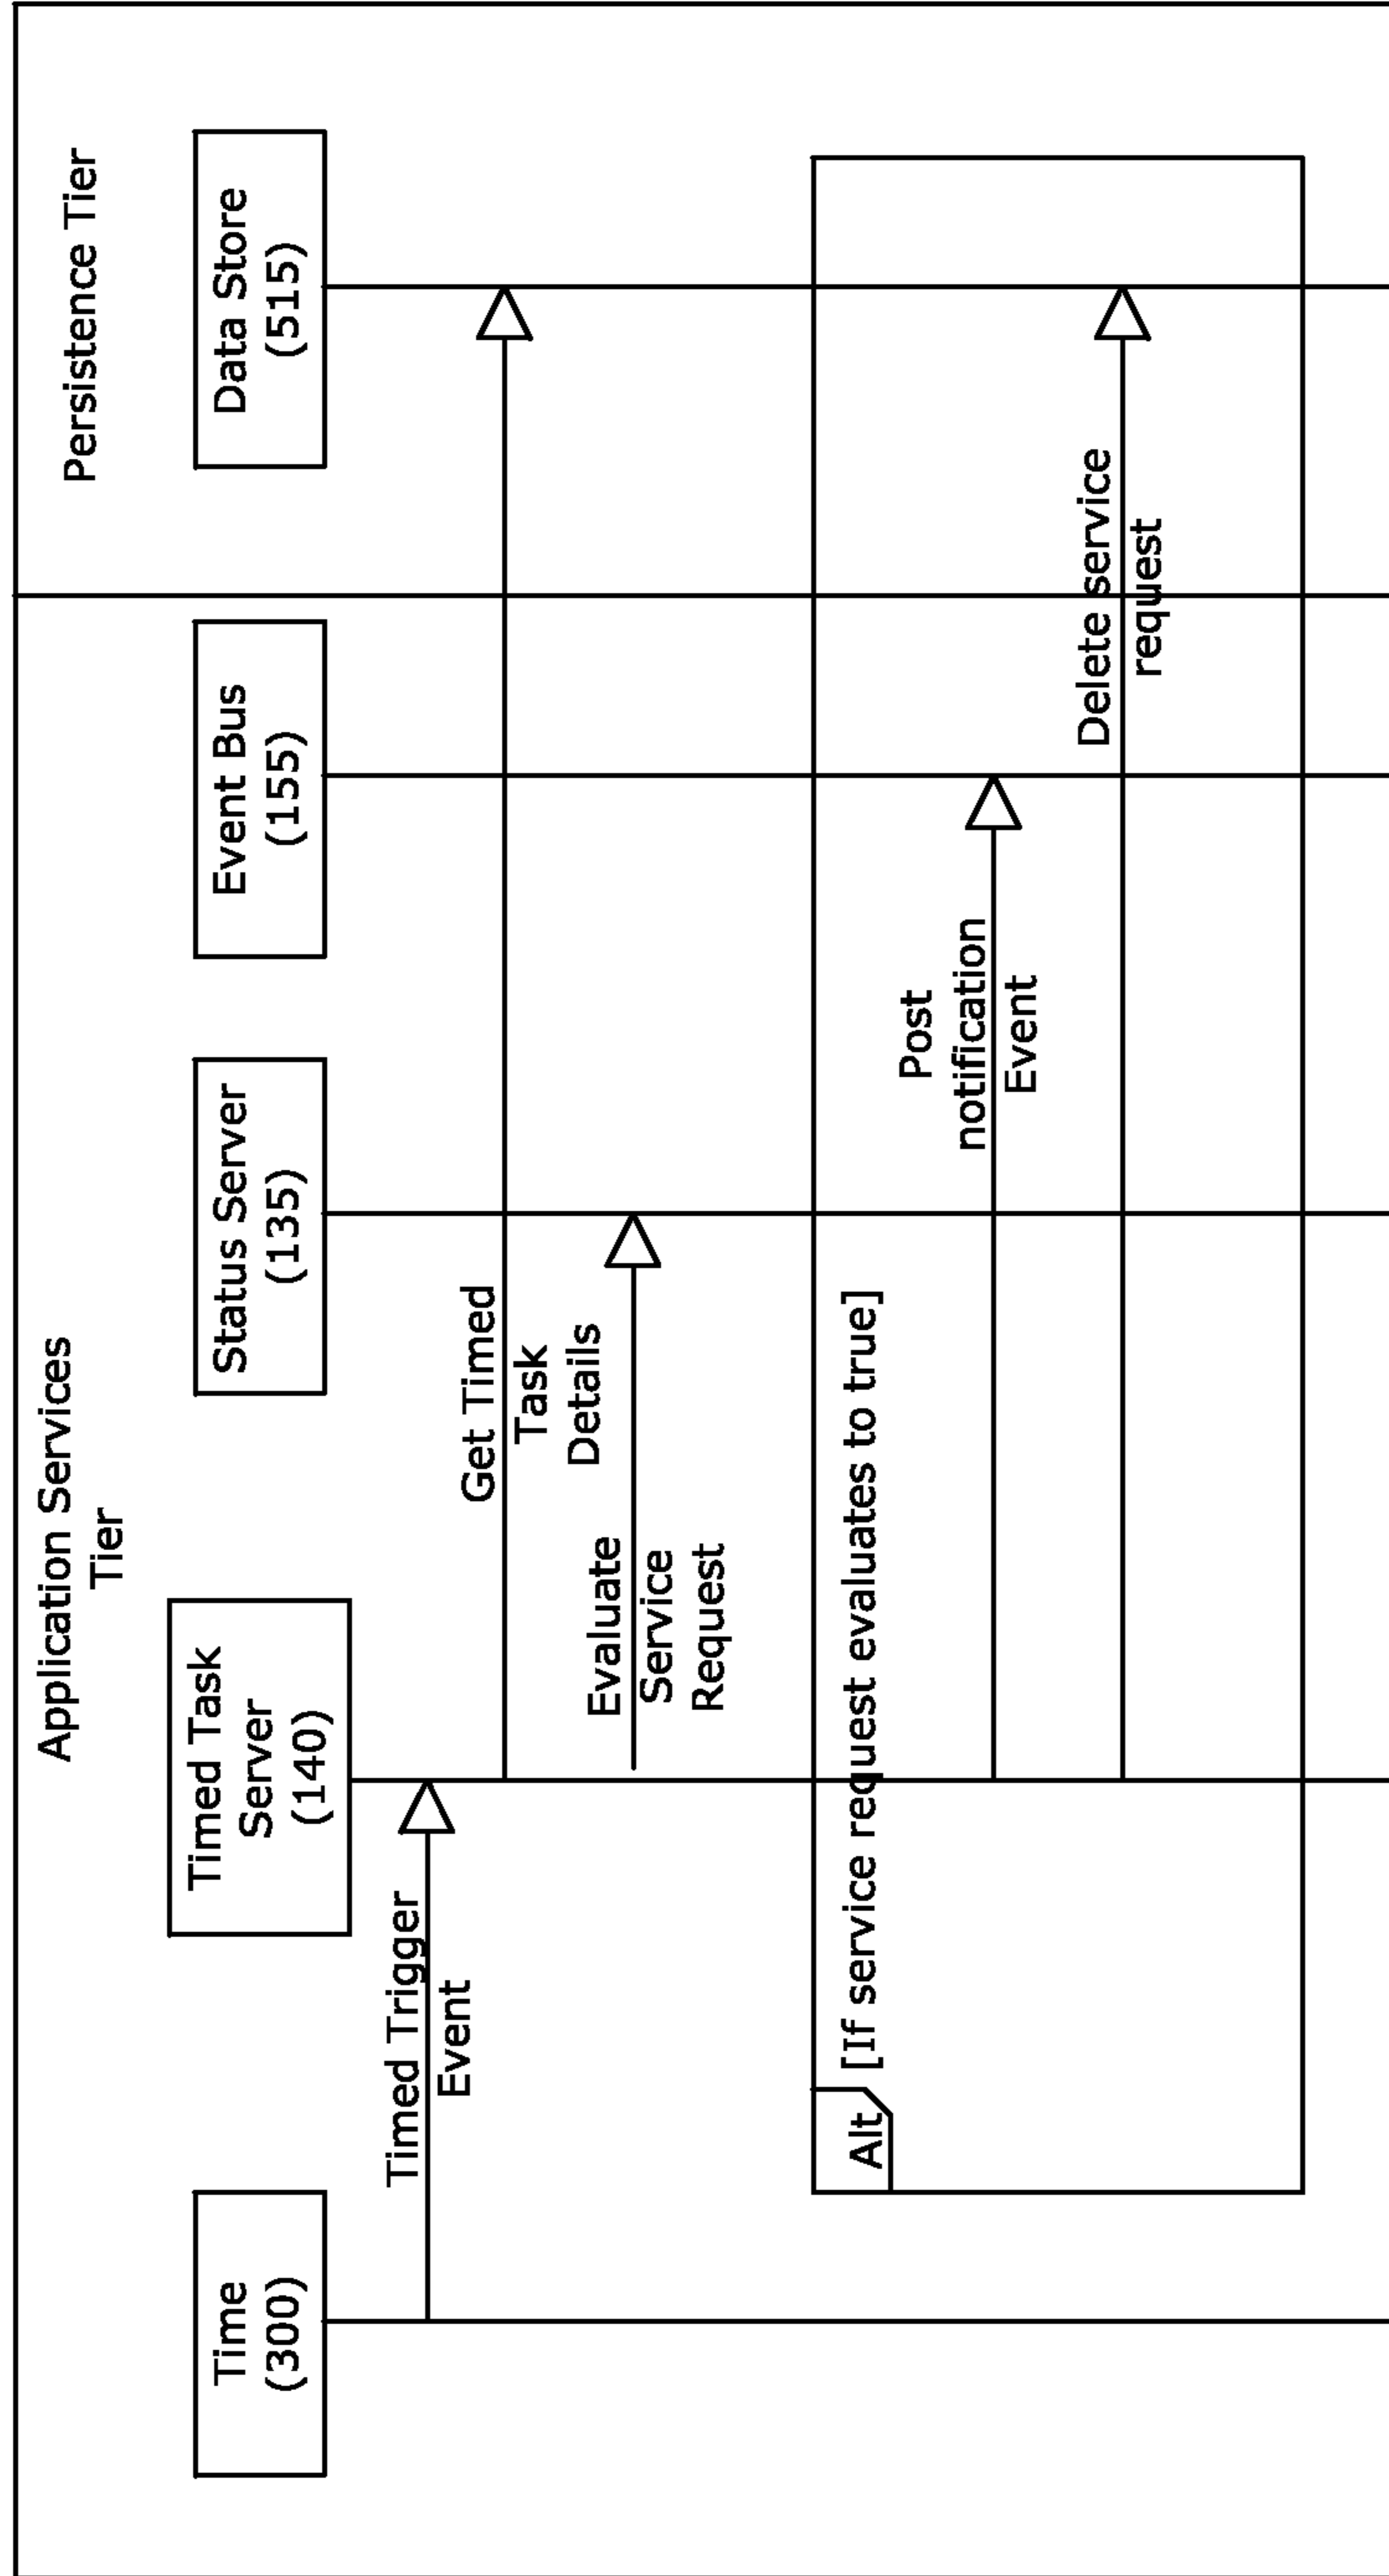 Application Services
Tier
Persistence Tier
Time
(300)
Timed Task
Server
(140)
Status Server
(135)
Event Bus
(155)
Data Store
(515)
Timed Trigger
Event
Get Timed
Task
Details
Evaluate
Service
Request
Alt
[If service request evaluates to true]
Post
notification
Event
Delete service
request